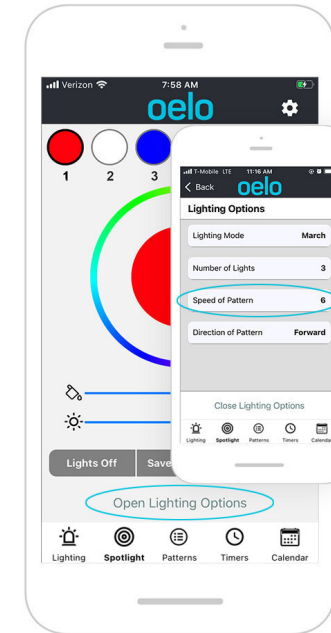 Verizon 7:58 AM
oelo
1 2 3
T-Mobile LTE 11:16 AM
Back oelo
Lighting Options
Lighting Mode March
Number of Lights 3
Speed of Pattern 6
Direction of Pattern Forward
Close Lighting Options
Lighting Spotlight Patterns Timers Calendar
Lights Off Save
Open Lighting Options
Lighting Spotlight Patterns Timers Calendar